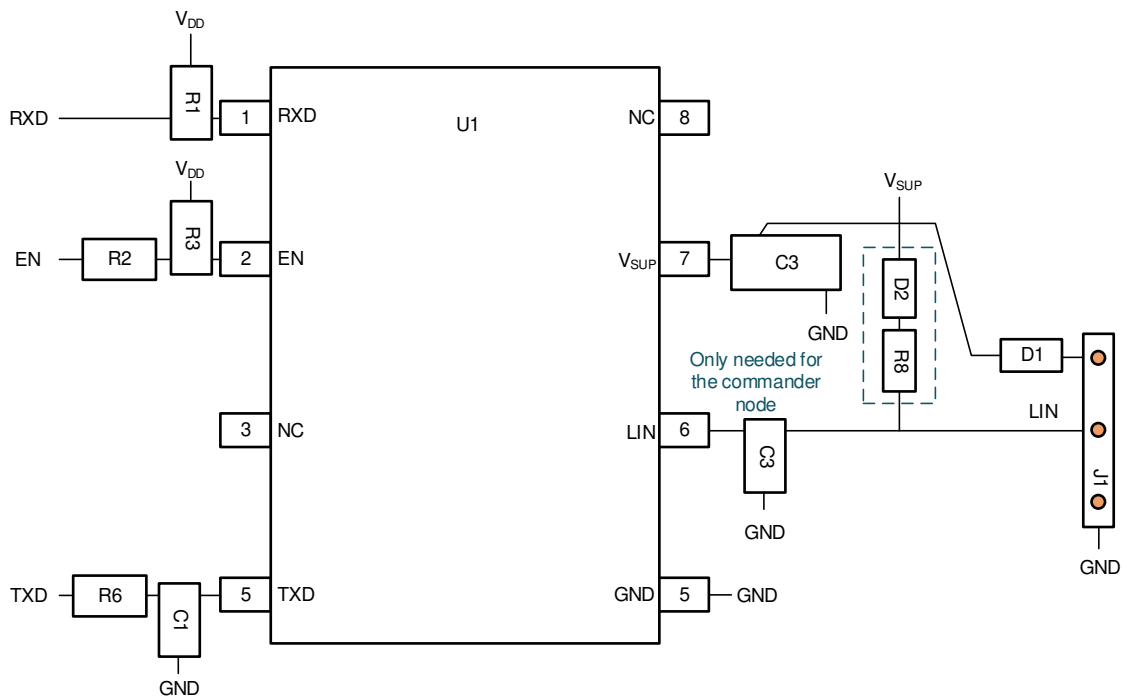 VDD
R1
RXD
1
RXD
U1
NC
8
VDD
R3
VSUP
EN
R2
2
EN
VSUP
7
C3
D2
GND
R8
D1
Only needed for
the commander
node
LIN
3
NC
LIN
6
C3
J1
GND
GND
TXD
R6
C1
5
TXD
GND
5
GND
GND